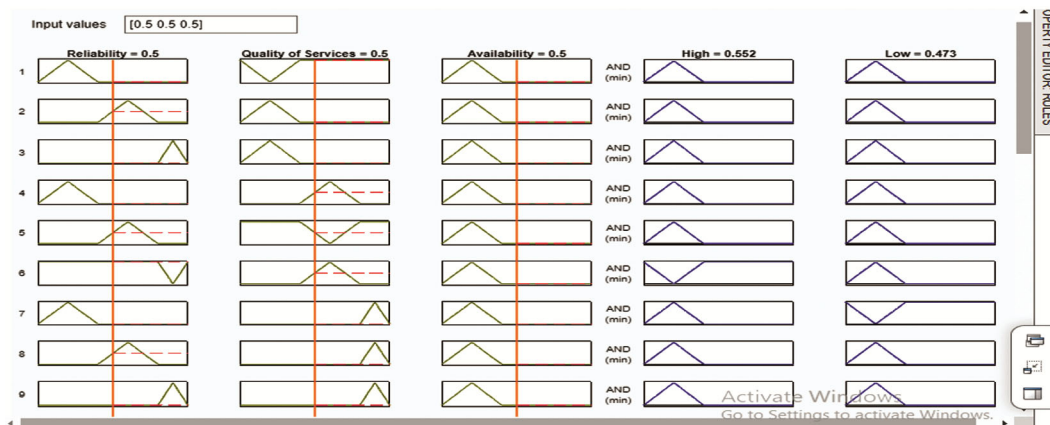 Input values [0.5 0.5 0.5]
Reliability = 0.5 Quality of Services = 0.5 Availability = 0.5 High = 0.552 Low = 0.473
1 AND (min)
2 AND (min)
3 AND (min)
4 AND (min)
5 AND (min)
6 AND (min)
7 AND (min)
8 AND (min)
9 AND (min)
OPERTY EDITOR: RULES
Activate Windows
Go to Settings to activate Windows.